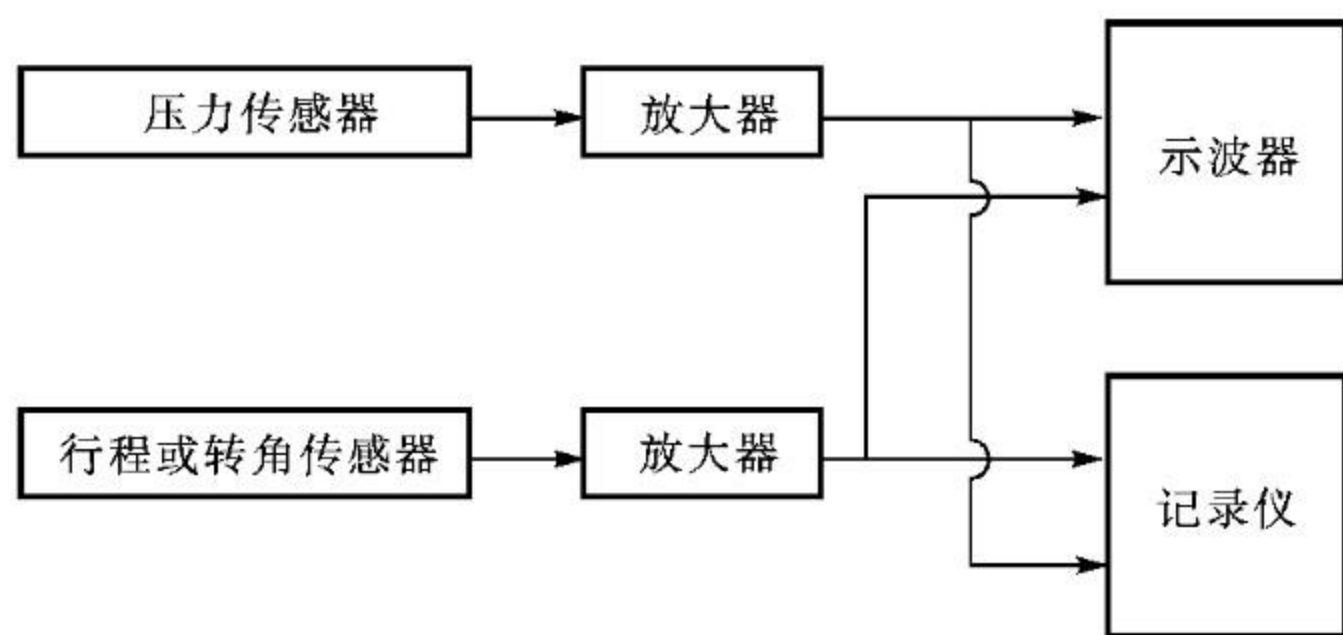 压力传感器
放大器
示波器
行程或转角传感器
放大器
记录仪